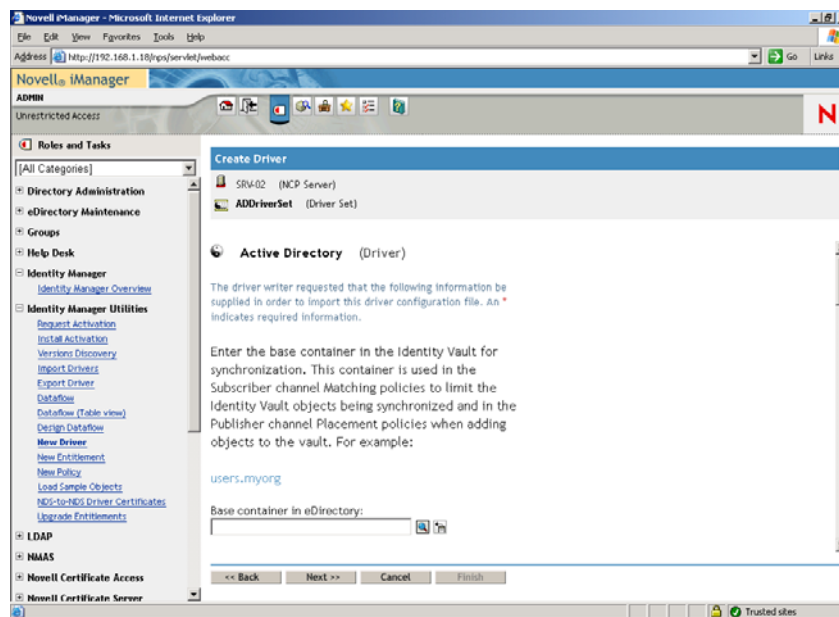 Novell iManager - Microsoft Internet Explorer
File Edit View Favorites Tools Help
Address http://192.168.1.18/nps/servlet/webacc Go Links
Novell® iManager
ADMIN
Unrestricted Access
N
Roles and Tasks
[All Categories]
Directory Administration
eDirectory Maintenance
Groups
Help Desk
Identity Manager
Identity Manager Overview
Identity Manager Utilities
Request Activation
Install Activation
Versions Discovery
Import Drivers
Export Driver
Dataflow
Dataflow (Table view)
Design Dataflow
New Driver
New Entitlement
New Policy
Load Sample Objects
NDS-to-NDS Driver Certificates
Upgrade Entitlements
LDAP
NMAS
Novell Certificate Access
Novell Certificate Server
Create Driver
SRV-02 (NCP Server)
ADDriverSet (Driver Set)
Active Directory (Driver)
The driver writer requested that the following information be
supplied in order to import this driver configuration file. An *
indicates required information.
Enter the base container in the Identity Vault for
synchronization. This container is used in the
Subscriber channel Matching policies to limit the
Identity Vault objects being synchronized and in the
Publisher channel Placement policies when adding
objects to the vault. For example:
users.myorg
Base container in eDirectory:
<< Back Next >> Cancel Finish
Trusted sites